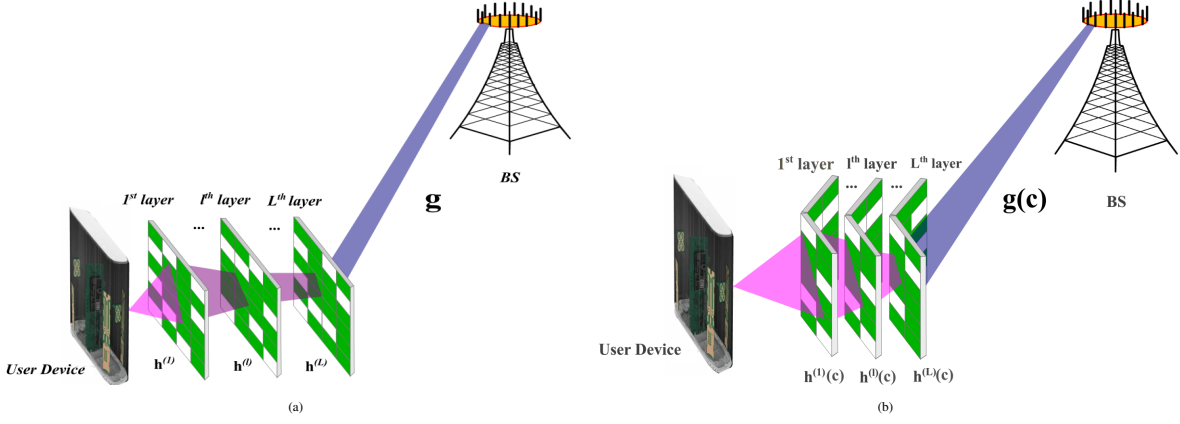 BS
1st layer lth layer Lth layer
... ...
g
User Device
h(1) h(l) h(L)
(a)
1st layer lth layer Lth layer
... ...
g(c)
BS
User Device
h(1)(c) h(l)(c) h(L)(c)
(b)